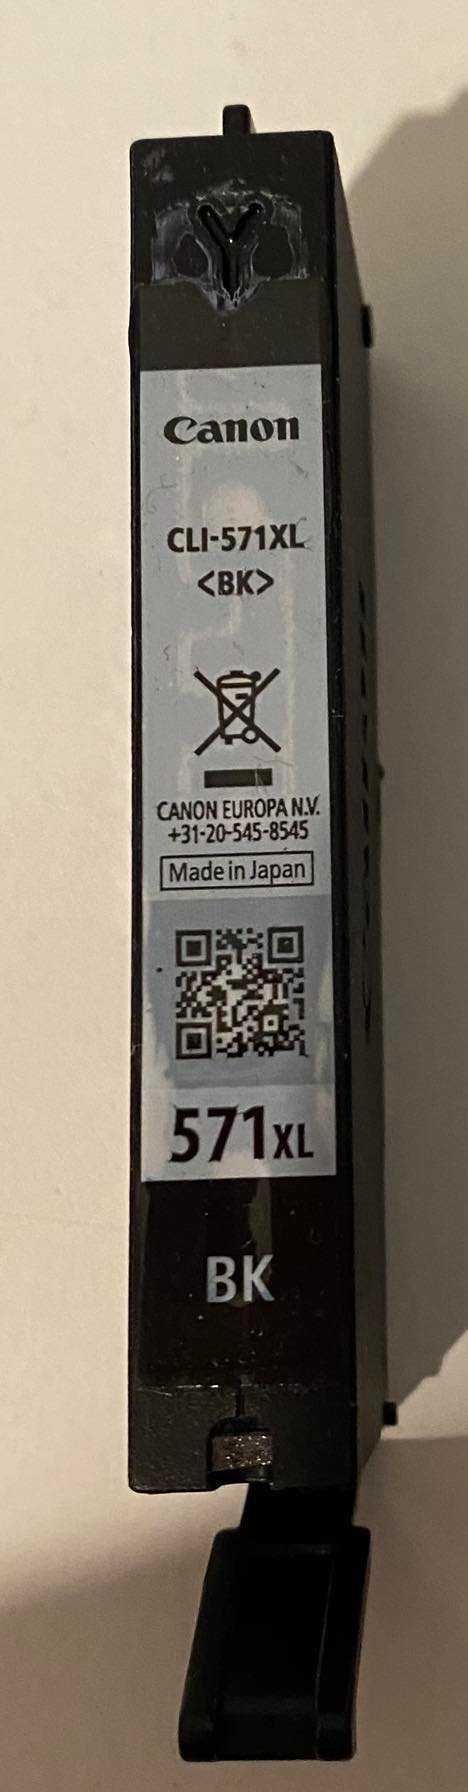 Canon
CLI-571XL
<BK>
CANON EUROPA N.V.
+31-20-545-8545
Made in Japan
571XL
BK